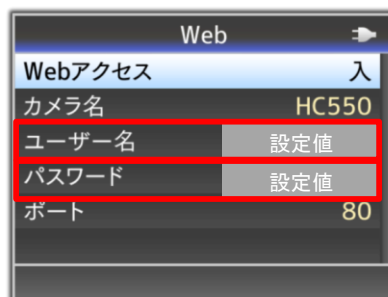 Web
Webアクセス 入
カメラ名 HC550
ユーザー名 設定値
パスワード 設定値
ポート 80